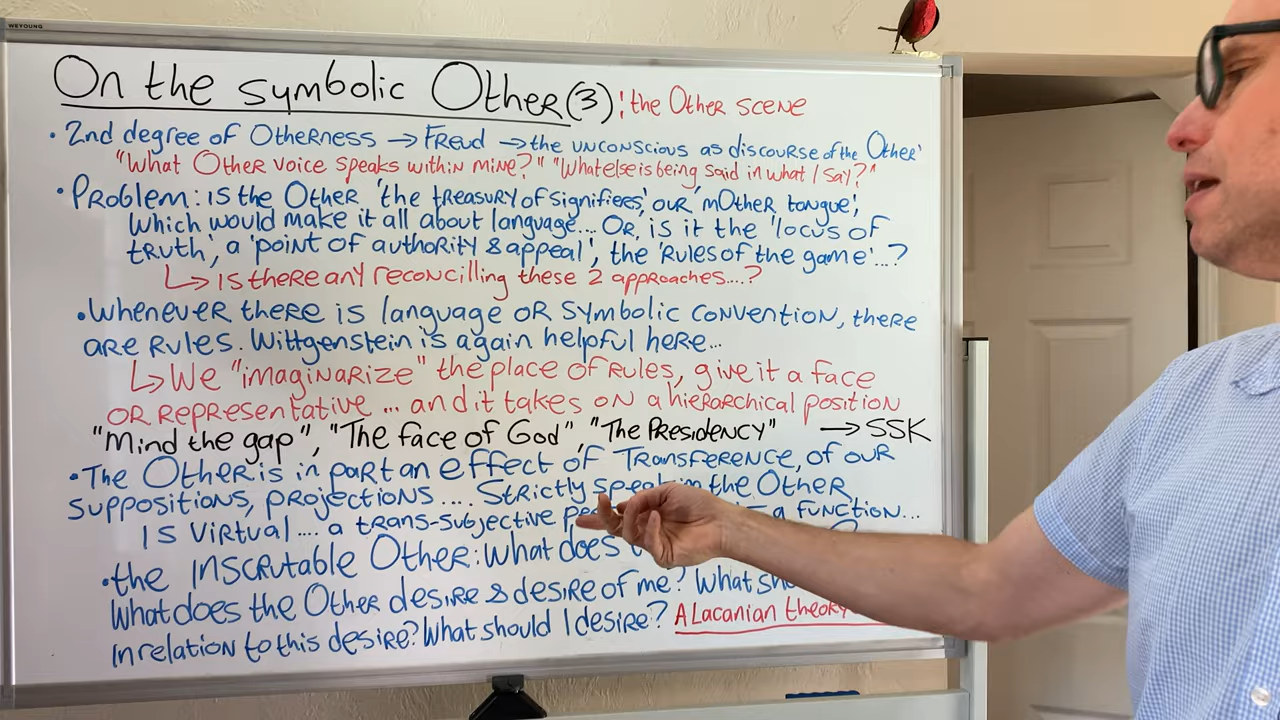 WEYOUNG
On the symbolic Other (3) : the Other scene
• 2nd degree of Otherness → Freud → the unconscious as discourse of the Other'
"What Other voice speaks within mine?" "What else is being said in what I say?"
• Problem: is the Other 'the treasury of signifiers', our 'mOther tongue',
which would make it all about language.... Or, is it the 'locus of
truth', a 'point of authority & appeal', the 'Rules of the game'...?
↳ Is there any reconcilling these 2 approaches....?
• Whenever there is language or symbolic convention, there
are rules. Wittgenstein is again helpful here...
↳ We "imaginarize" the place of rules, give it a face
or representative ... and it takes on a hierarchical position
"Mind the gap", "The face of God", "The Presidency" → SSK
• The Other is in part an effect of Transference, of our
suppositions, projections .... Strictly the Other
is virtual .... a trans-subjective a function...
• the inscrutable Other: What does
What does the Other desire & desire of me? What
in relation to this desire? What should I desire? A Lacanian theory